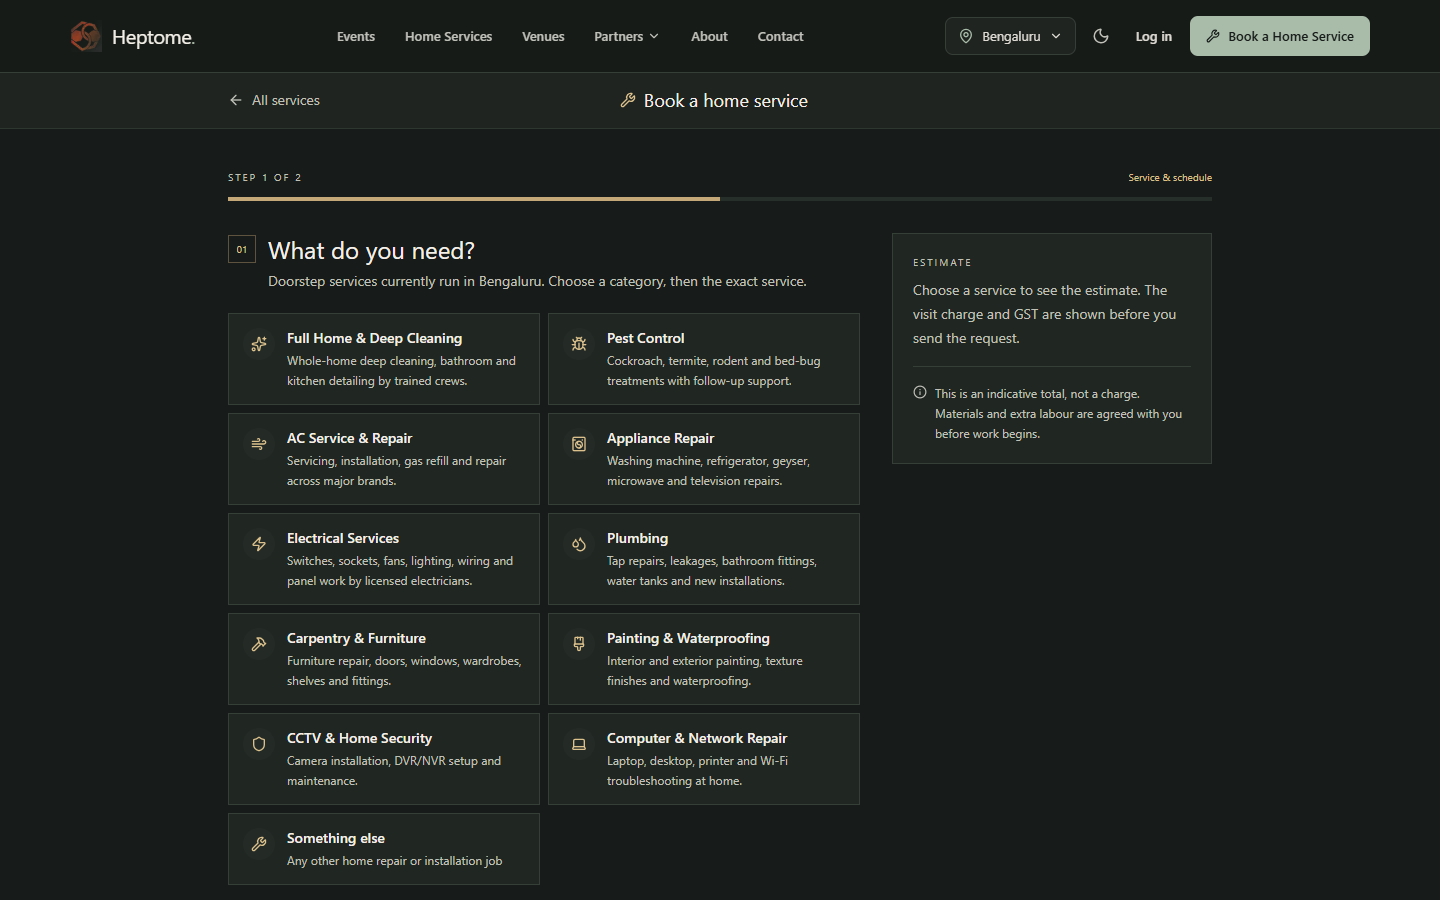 Heptome.
Events
Home Services
Venues
Partners
About
Contact
Bengaluru
Log in
Book a Home Service
All services
Book a home service
STEP 1 OF 2
Service & schedule
01
What do you need?
Doorstep services currently run in Bengaluru. Choose a category, then the exact service.
Full Home & Deep Cleaning
Whole-home deep cleaning, bathroom and
kitchen detailing by trained crews.
Pest Control
Cockroach, termite, rodent and bed-bug
treatments with follow-up support.
AC Service & Repair
Servicing, installation, gas refill and repair
across major brands.
Appliance Repair
Washing machine, refrigerator, geyser,
microwave and television repairs.
Electrical Services
Switches, sockets, fans, lighting, wiring and
panel work by licensed electricians.
Plumbing
Tap repairs, leakages, bathroom fittings,
water tanks and new installations.
Carpentry & Furniture
Furniture repair, doors, windows, wardrobes,
shelves and fittings.
Painting & Waterproofing
Interior and exterior painting, texture
finishes and waterproofing.
CCTV & Home Security
Camera installation, DVR/NVR setup and
maintenance.
Computer & Network Repair
Laptop, desktop, printer and Wi-Fi
troubleshooting at home.
Something else
Any other home repair or installation job
ESTIMATE
Choose a service to see the estimate. The
visit charge and GST are shown before you
send the request.
This is an indicative total, not a charge.
Materials and extra labour are agreed with you
before work begins.